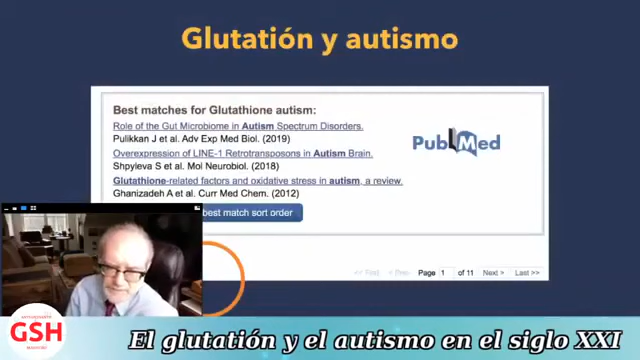 Glutatión y autismo
Best matches for Glutathione autism:
Role of the Gut Microbiome in Autism Spectrum Disorders.
Pulikkan J et al. Adv Exp Med Biol. (2019)
Overexpression of LINE-1 Retrotransposons in Autism Brain.
Shpyleva S et al. Mol Neurobiol. (2018)
Glutathione-related factors and oxidative stress in autism, a review.
Ghanizadeh A et al. Curr Med Chem. (2012)
best match sort order
PubMed
<< First < Prev Page 1 of 11 Next > Last >>
GSH
El glutatión y el autismo en el siglo XXI